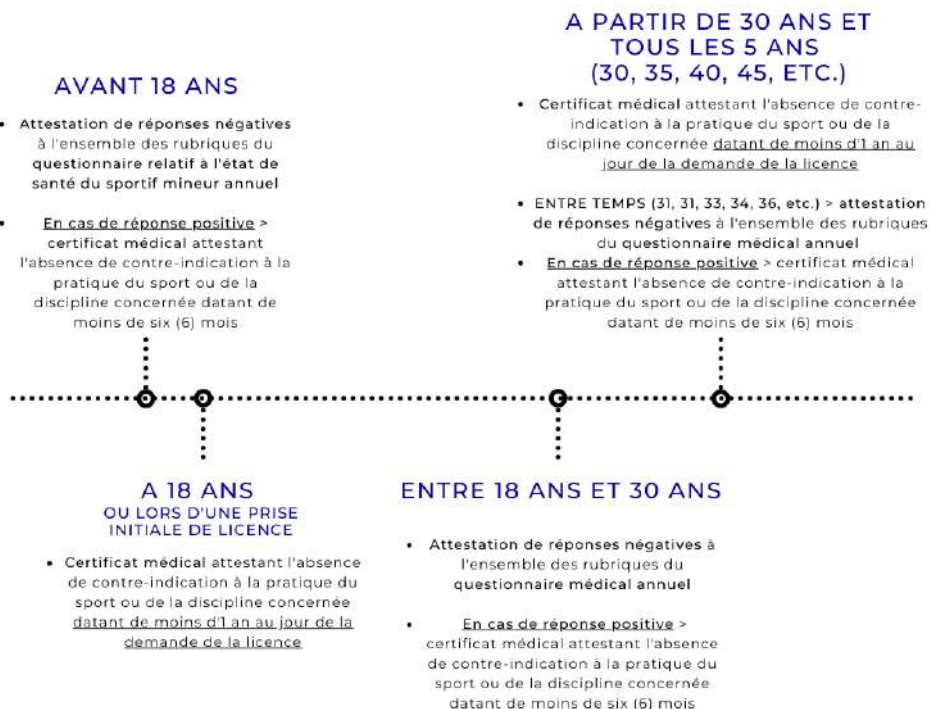 AVANT 18 ANS
• Attestation de réponses négatives
à l'ensemble des rubriques du
questionnaire relatif à l'état de
santé du sportif mineur annuel
• En cas de réponse positive >
certificat médical attestant
l'absence de contre-indication à la
pratique du sport ou de la
discipline concernée datant de
moins de six (6) mois
A PARTIR DE 30 ANS ET
TOUS LES 5 ANS
(30, 35, 40, 45, ETC.)
• Certificat médical attestant l'absence de contre-
indication à la pratique du sport ou de la
discipline concernée datant de moins d'1 an au
jour de la demande de la licence
• ENTRE TEMPS (31, 31, 33, 34, 36, etc.) > attestation
de réponses négatives à l'ensemble des rubriques
du questionnaire médical annuel
• En cas de réponse positive > certificat médical
attestant l'absence de contre-indication à la
pratique du sport ou de la discipline concernée
datant de moins de six (6) mois
A 18 ANS
OU LORS D'UNE PRISE
INITIALE DE LICENCE
• Certificat médical attestant l'absence
de contre-indication à la pratique du
sport ou de la discipline concernée
datant de moins d'1 an au jour de la
demande de la licence
ENTRE 18 ANS ET 30 ANS
• Attestation de réponses négatives à
l'ensemble des rubriques du
questionnaire médical annuel
• En cas de réponse positive >
certificat médical attestant l'absence
de contre-indication à la pratique du
sport ou de la discipline concernée
datant de moins de six (6) mois